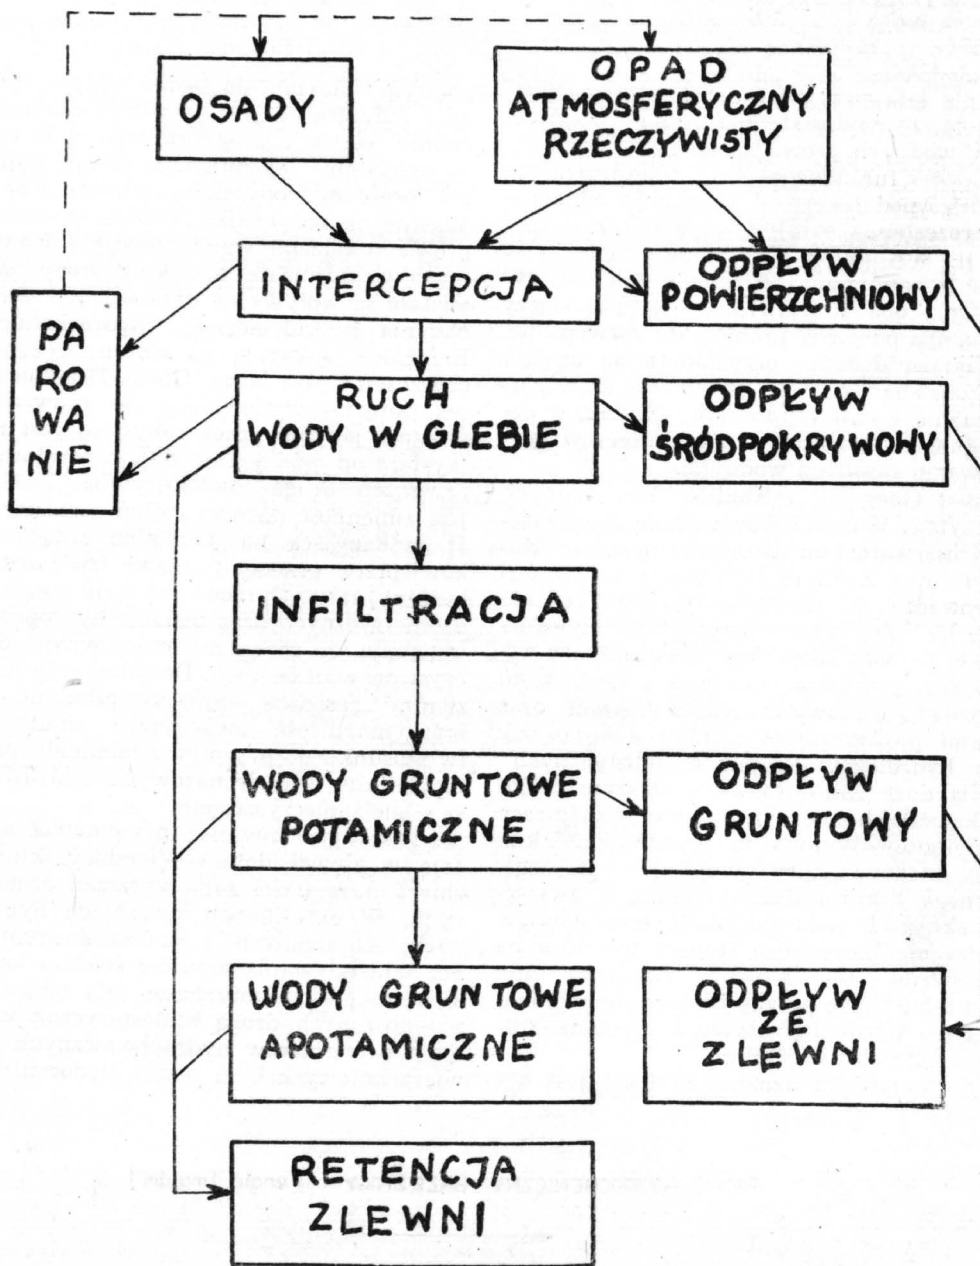 OSADY
OPAD
ATMOSFERYCZNY
RZECZYWISTY
INTERCEPCJA
ODPŁYW
POWIERZCHNIOWY
PA
RO
WA
NIE
RUCH
WODY W GLEBIE
ODPŁYW
ŚRÓDPOKRYWOWY
INFILTRACJA
WODY GRUNTOWE
POTAMICZNE
ODPŁYW
GRUNTOWY
WODY GRUNTOWE
APOTAMICZNE
ODPŁYW
ZE
ZLEWNI
RETENCJA
ZLEWNI